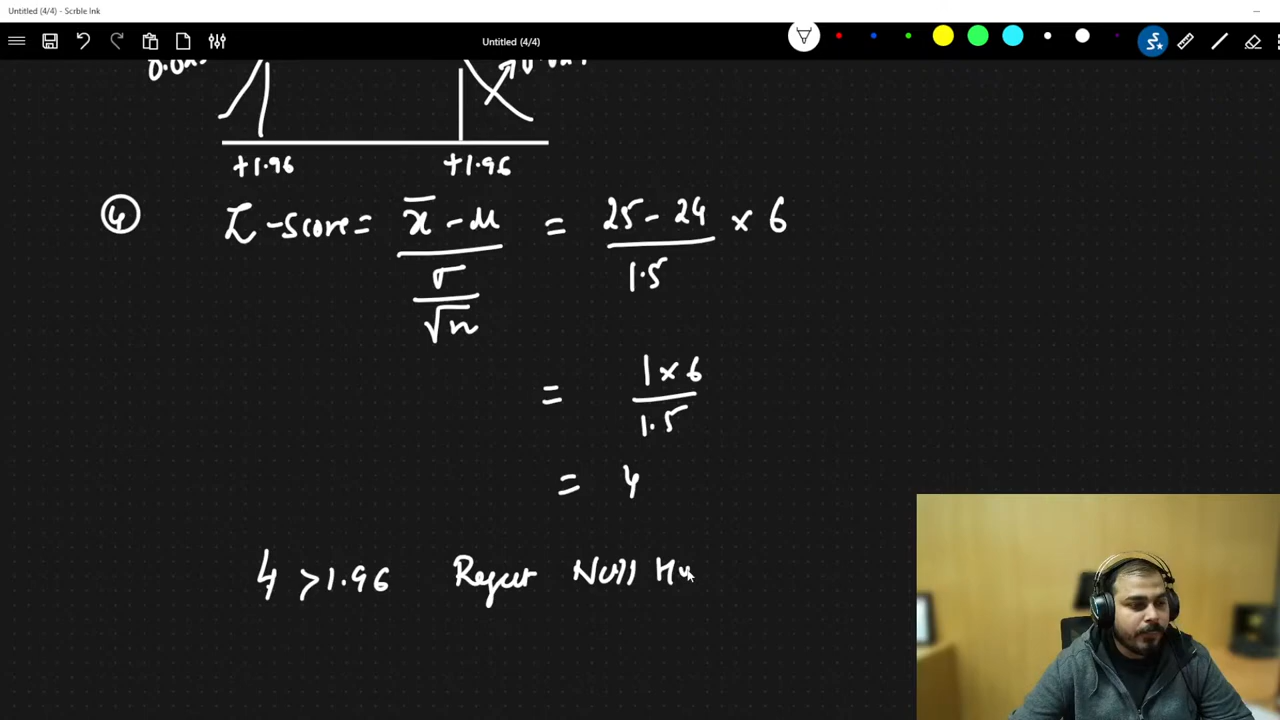 Untitled (4/4) - Scrble Ink
Untitled (4/4)
+1.96 +1.96
4 Z-score = x̄ - μ / σ / √n = 25 - 24 / 1.5 × 6
= 1 × 6 / 1.5
= 4
4 > 1.96 Reject Null Hy